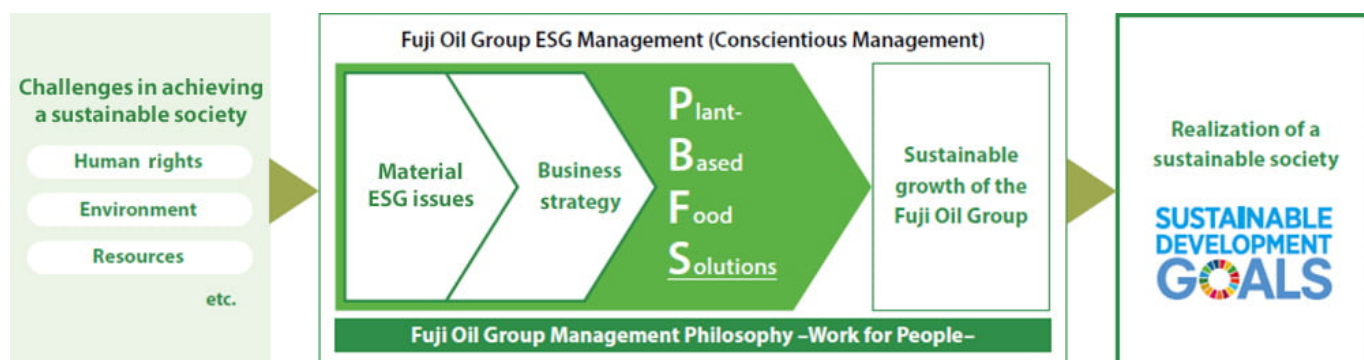 Challenges in achieving
a sustainable society
Human rights
Environment
Resources
etc.
Fuji Oil Group ESG Management (Conscientious Management)
Material
ESG issues
Business
strategy
Plant-
Based
Food
Solutions
Sustainable
growth of the
Fuji Oil Group
Fuji Oil Group Management Philosophy –Work for People–
Realization of a
sustainable society
SUSTAINABLE
DEVELOPMENT
GOALS